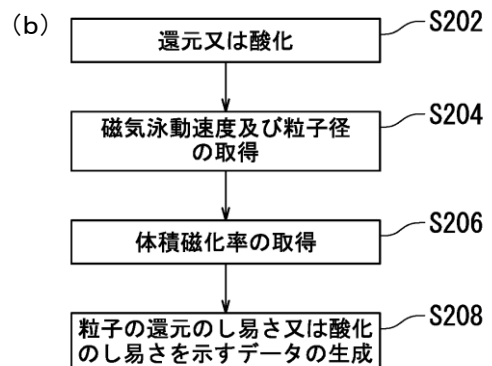 (b)
還元又は酸化
S202
磁気泳動速度及び粒子径
の取得
S204
体積磁化率の取得
S206
粒子の還元のし易さ又は酸化
のし易さを示すデータの生成
S208